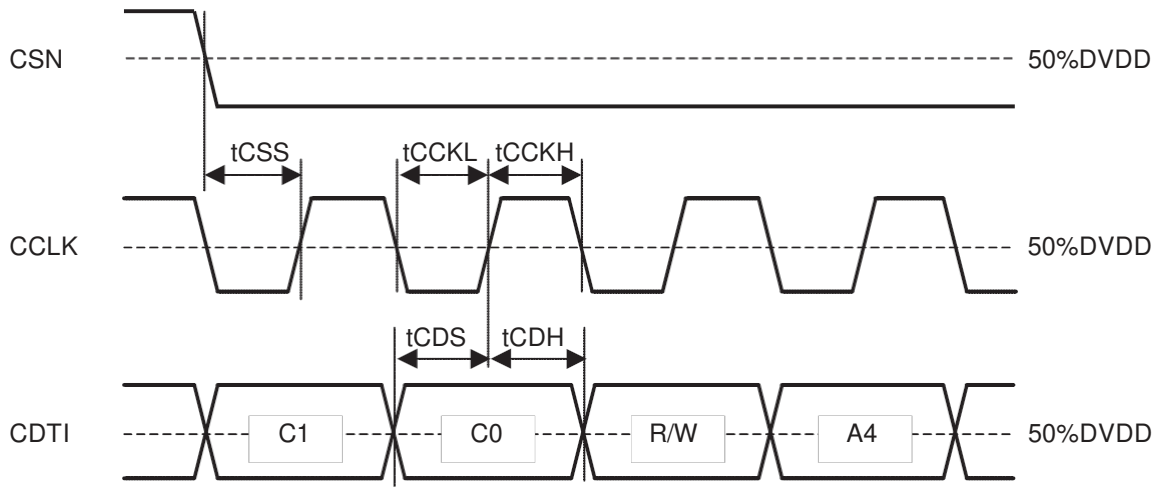 CSN
50%DVDD
tCSS
tCCKL
tCCKH
CCLK
50%DVDD
tCDS
tCDH
CDTI
C1
C0
R/W
A4
50%DVDD